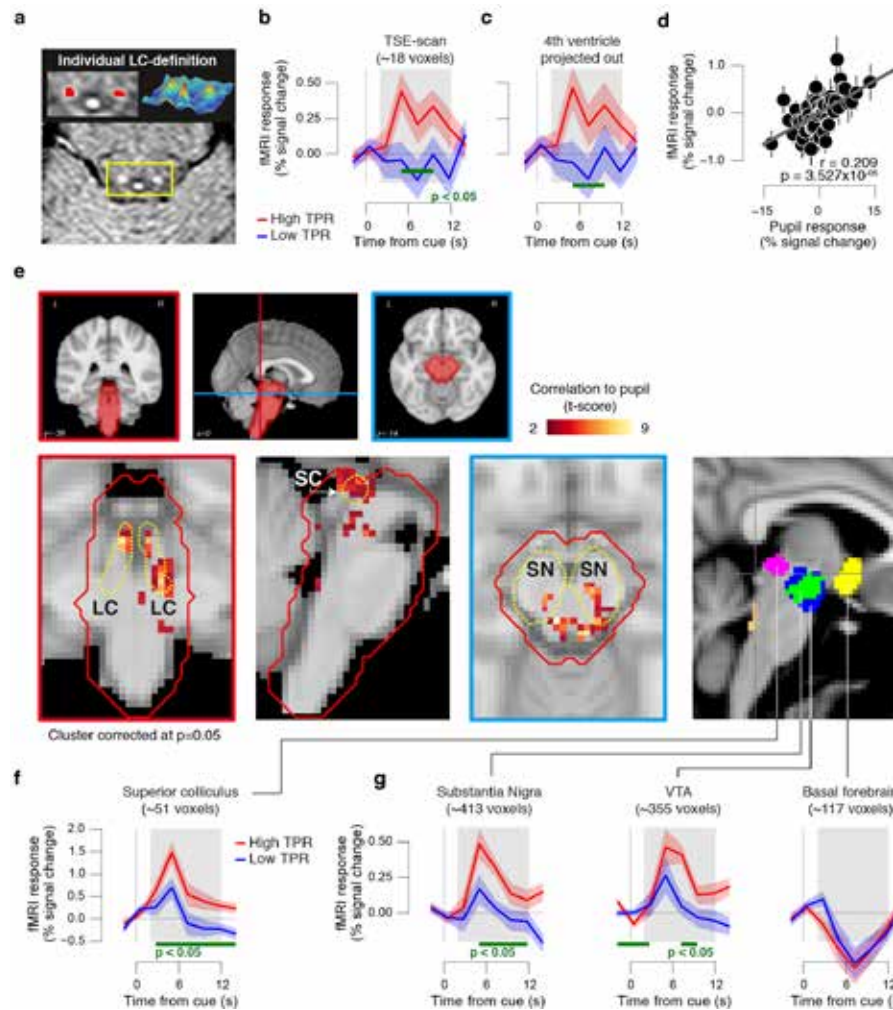 a
Individual LC-definition
b
TSE-scan
(~18 voxels)
fMRI response
(% signal change)
0.50
0.25
0.00
p < 0.05
High TPR
Low TPR
0 6 12
Time from cue (s)
c
4th ventricle
projected out
0 6 12
Time from cue (s)
d
fMRI response
(% signal change)
1.0
0.0
-1.0
r = 0.209
p = 3.527x10-05
-15 0 15
Pupil response
(% signal change)
e
L
L
Correlation to pupil
(t-score)
2 9
LC LC
SC
SN SN
Cluster corrected at p=0.05
f
Superior colliculus
(~51 voxels)
fMRI response
(% signal change)
2.0
1.5
1.0
0.5
0.0
-0.5
High TPR
Low TPR
p < 0.05
0 6 12
Time from cue (s)
g
Substantia Nigra
(~413 voxels)
fMRI response
(% signal change)
0.50
0.25
0.00
p < 0.05
0 6 12
Time from cue (s)
VTA
(~355 voxels)
p < 0.05
0 6 12
Time from cue (s)
Basal forebrain
(~117 voxels)
0 6 12
Time from cue (s)